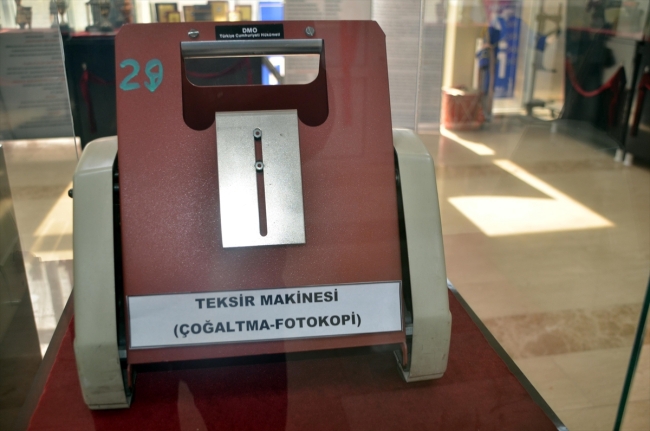 DMO
Türkiye Cumhuriyeti Hükümeti
29
TEKSİR MAKİNESİ
(ÇOĞALTMA-FOTOKOPİ)